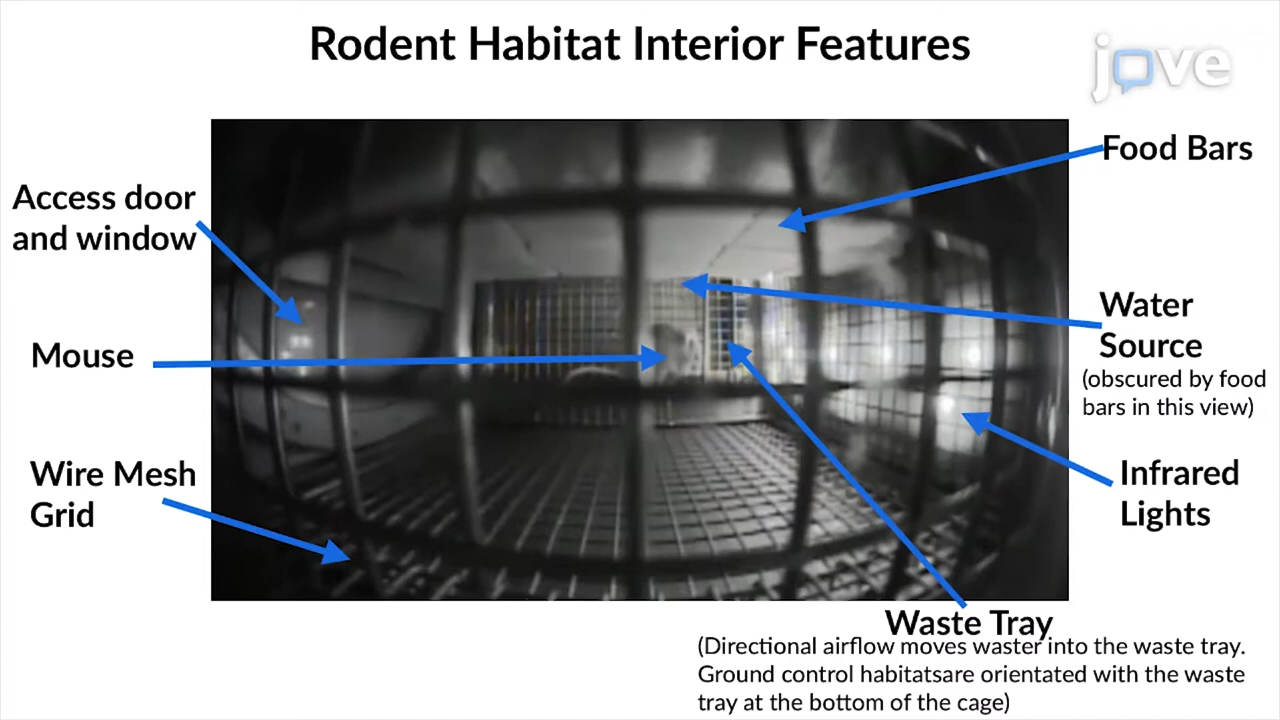 Rodent Habitat Interior Features
jove
Food Bars
Access door
and window
Water
Source
(obscured by food
bars in this view)
Mouse
Wire Mesh
Grid
Infrared
Lights
Waste Tray
(Directional airflow moves waster into the waste tray.
Ground control habitatsare orientated with the waste
tray at the bottom of the cage)